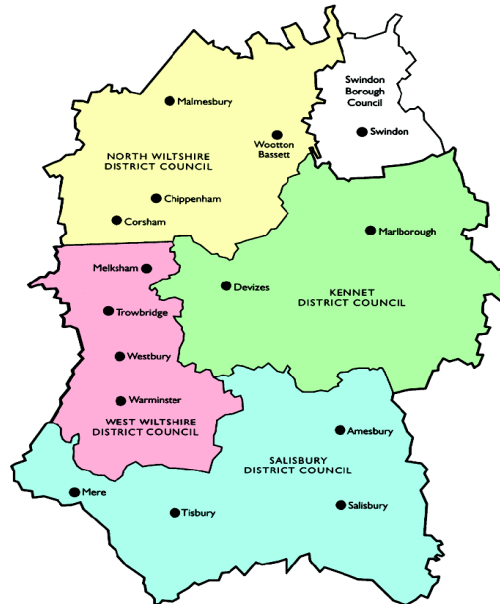 Swindon
Borough
Council
Malmesbury
Swindon
Wootton
Bassett
NORTH WILTSHIRE
DISTRICT COUNCIL
Chippenham
Corsham
Marlborough
Melksham
Devizes
KENNET
DISTRICT COUNCIL
Trowbridge
Westbury
Warminster
WEST WILTSHIRE
DISTRICT COUNCIL
Amesbury
SALISBURY
DISTRICT COUNCIL
Mere
Tisbury
Salisbury